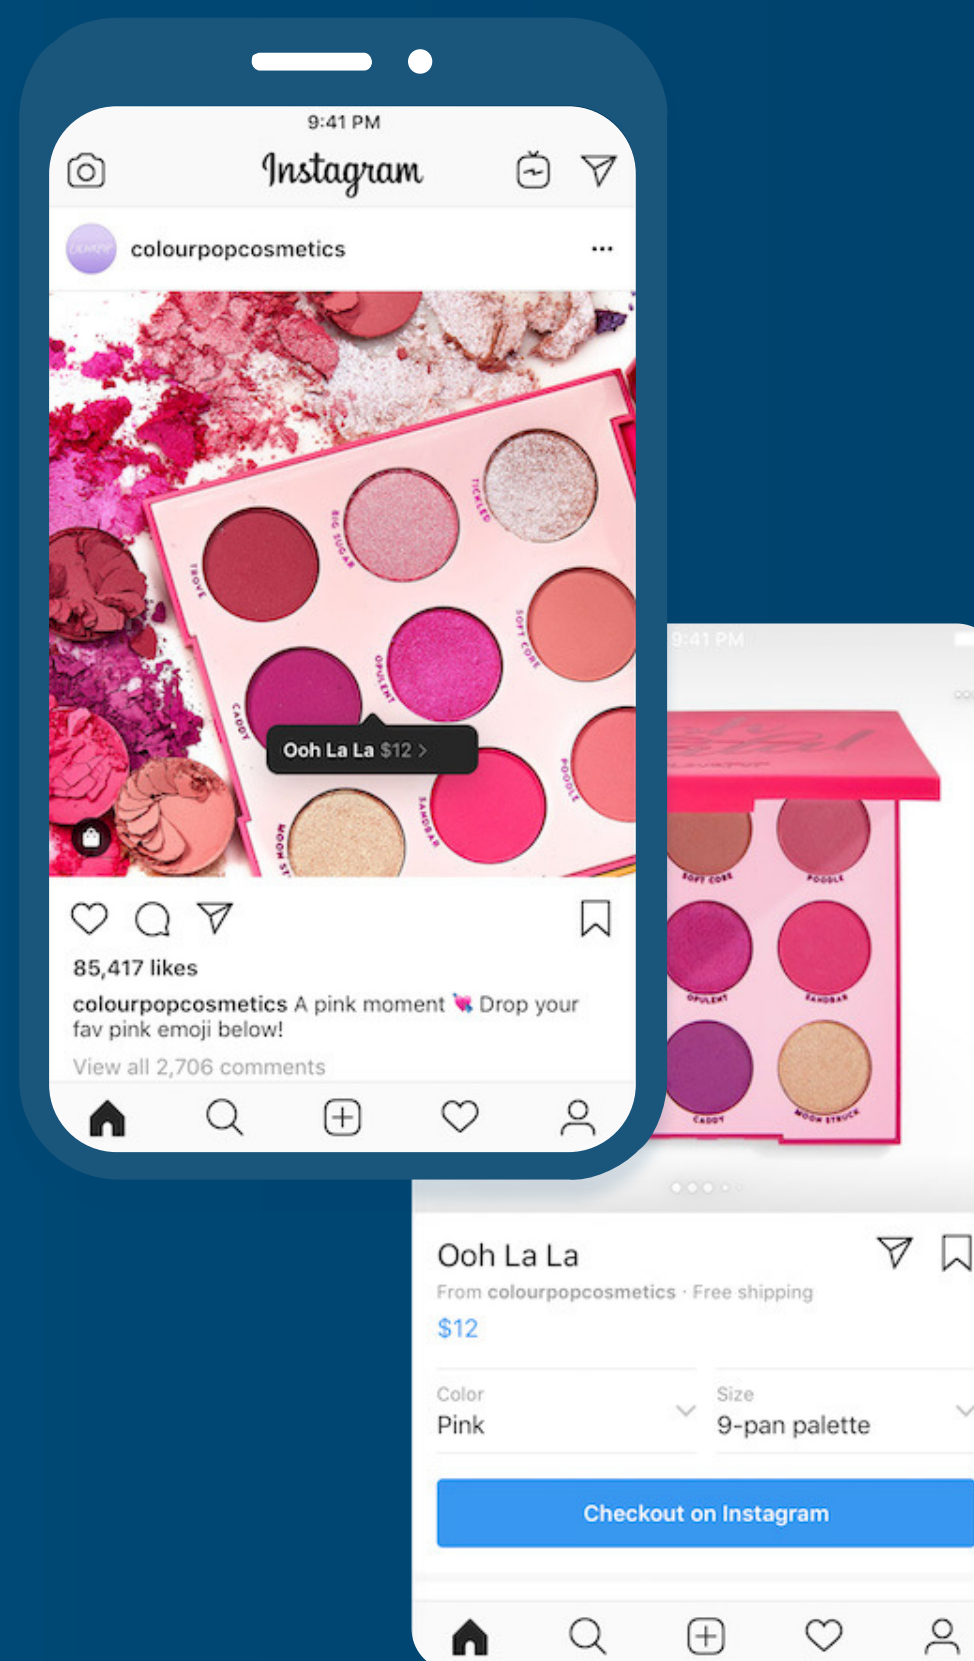 9:41 PM
Instagram
colourpopcosmetics
TICKLED
BIG SUGAR
TROVE
SOFT CORE
OPULENT
CADDY
Ooh La La $12 >
POODLE
SANDBAR
MOON ST
85,417 likes
colourpopcosmetics A pink moment 💘 Drop your
fav pink emoji below!
View all 2,706 comments
9:41 PM
SOFT CORE
POODLE
OPULENT
SANDBAR
CADDY
MOON STRUCK
Ooh La La
From colourpopcosmetics · Free shipping
$12
Color
Size
Pink
9-pan palette
Checkout on Instagram